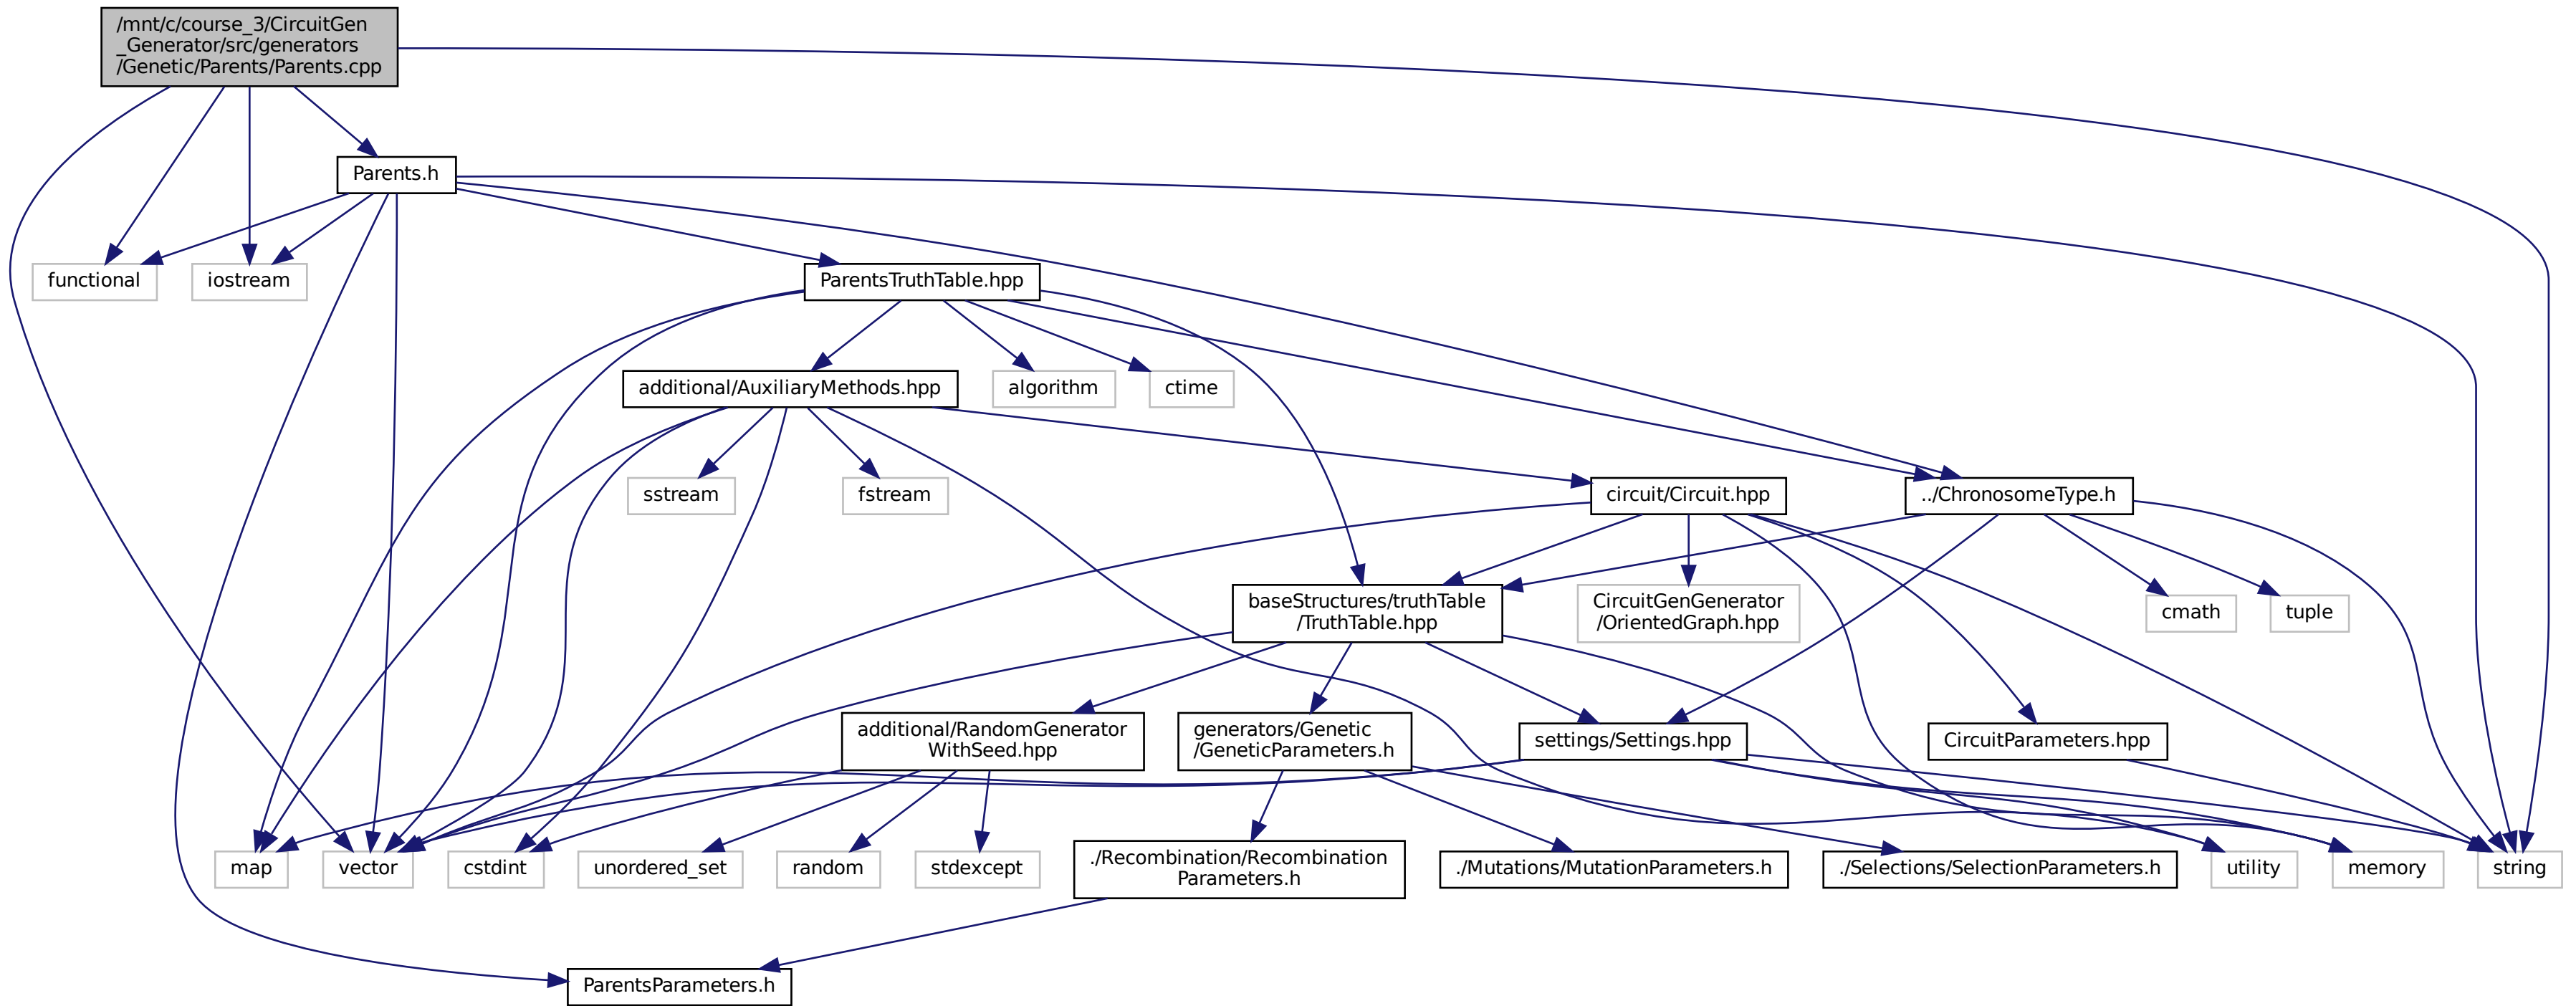 /mnt/c/course_3/CircuitGen
_Generator/src/generators
/Genetic/Parents/Parents.cpp
Parents.h
functional
iostream
ParentsTruthTable.hpp
additional/AuxiliaryMethods.hpp
algorithm
ctime
sstream
fstream
circuit/Circuit.hpp
../ChronosomeType.h
baseStructures/truthTable
/TruthTable.hpp
CircuitGenGenerator
/OrientedGraph.hpp
cmath
tuple
additional/RandomGenerator
WithSeed.hpp
generators/Genetic
/GeneticParameters.h
settings/Settings.hpp
CircuitParameters.hpp
map
vector
cstdint
unordered_set
random
stdexcept
./Recombination/Recombination
Parameters.h
./Mutations/MutationParameters.h
./Selections/SelectionParameters.h
utility
memory
string
ParentsParameters.h